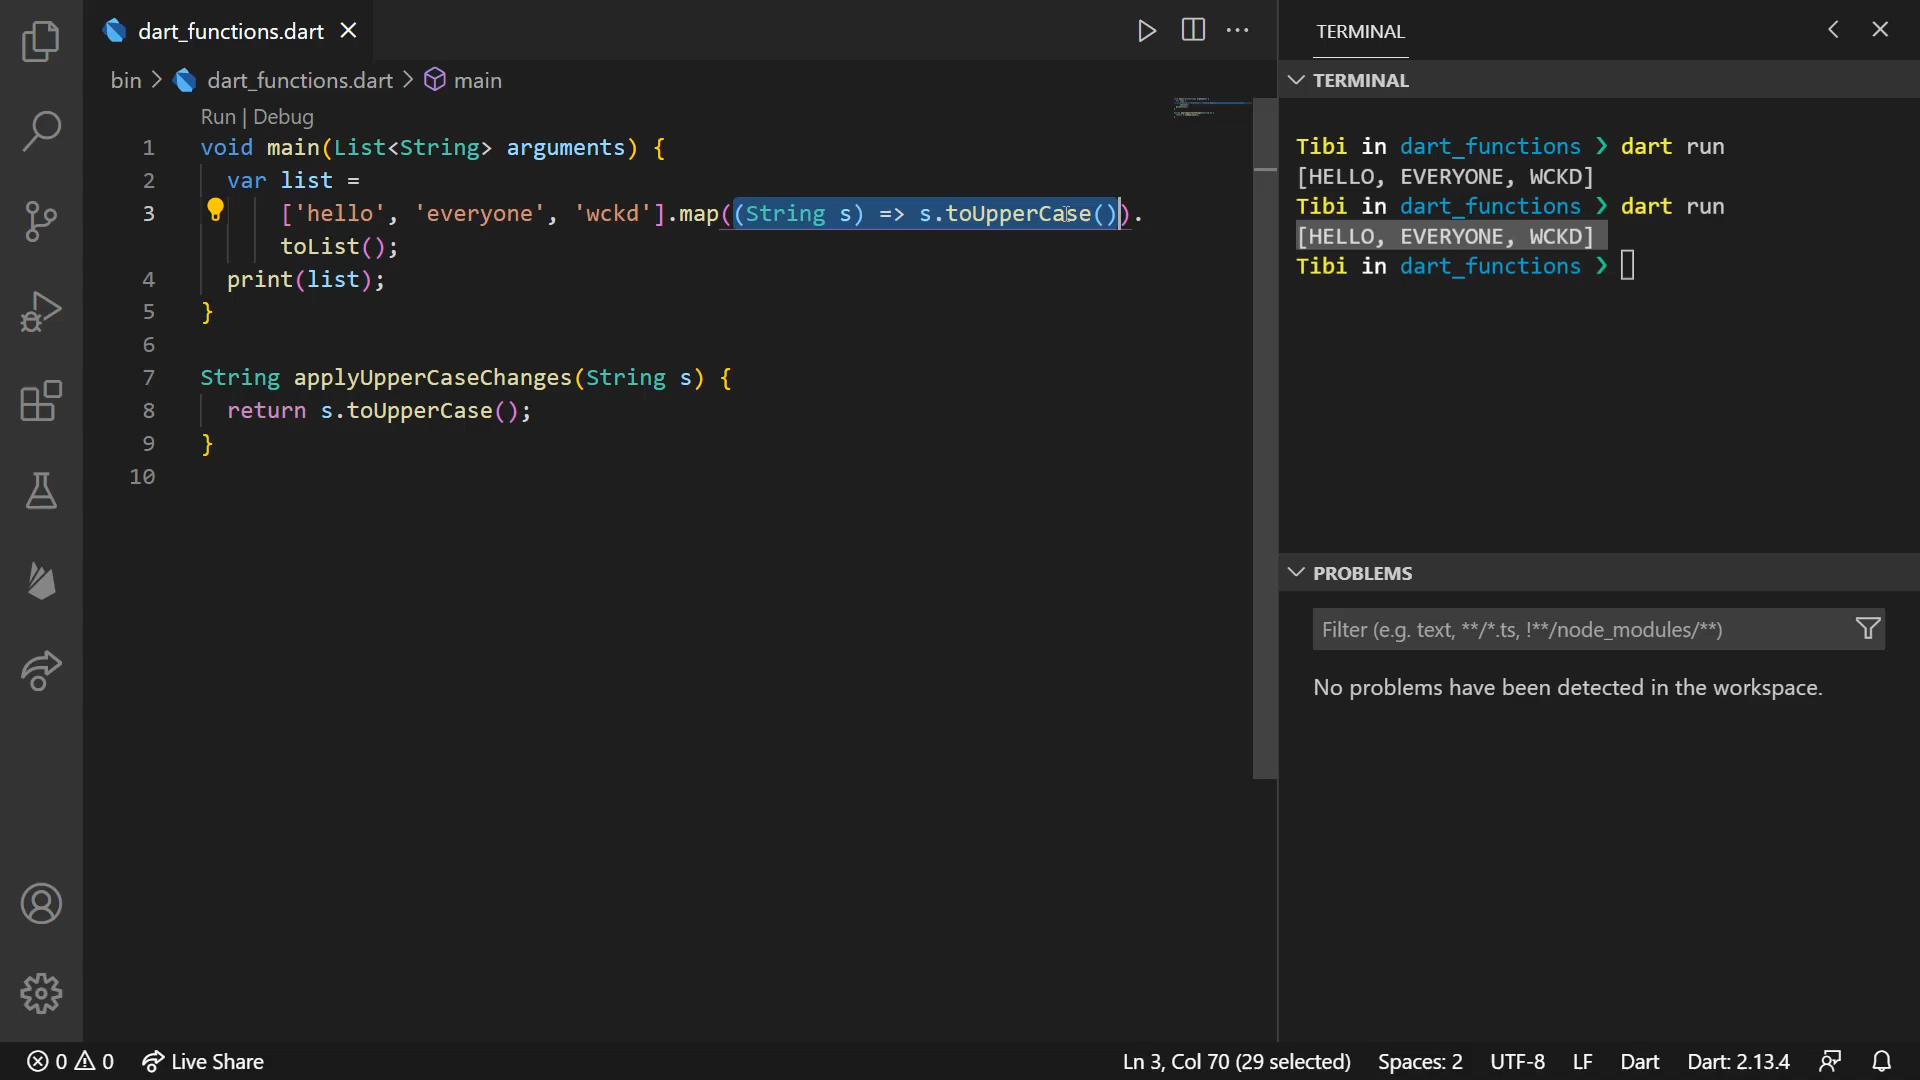 dart_functions.dart
bin > dart_functions.dart > main
Run | Debug
1 void main(List<String> arguments) {
2 var list =
3 ['hello', 'everyone', 'wckd'].map((String s) => s.toUpperCase()).
toList();
4 print(list);
5 }
6
7 String applyUpperCaseChanges(String s) {
8 return s.toUpperCase();
9 }
10
TERMINAL
TERMINAL
Tibi in dart_functions ❯ dart run
[HELLO, EVERYONE, WCKD]
Tibi in dart_functions ❯ dart run
[HELLO, EVERYONE, WCKD]
Tibi in dart_functions ❯
PROBLEMS
Filter (e.g. text, **/*.ts, !**/node_modules/**)
No problems have been detected in the workspace.
0 0 Live Share Ln 3, Col 70 (29 selected) Spaces: 2 UTF-8 LF Dart Dart: 2.13.4